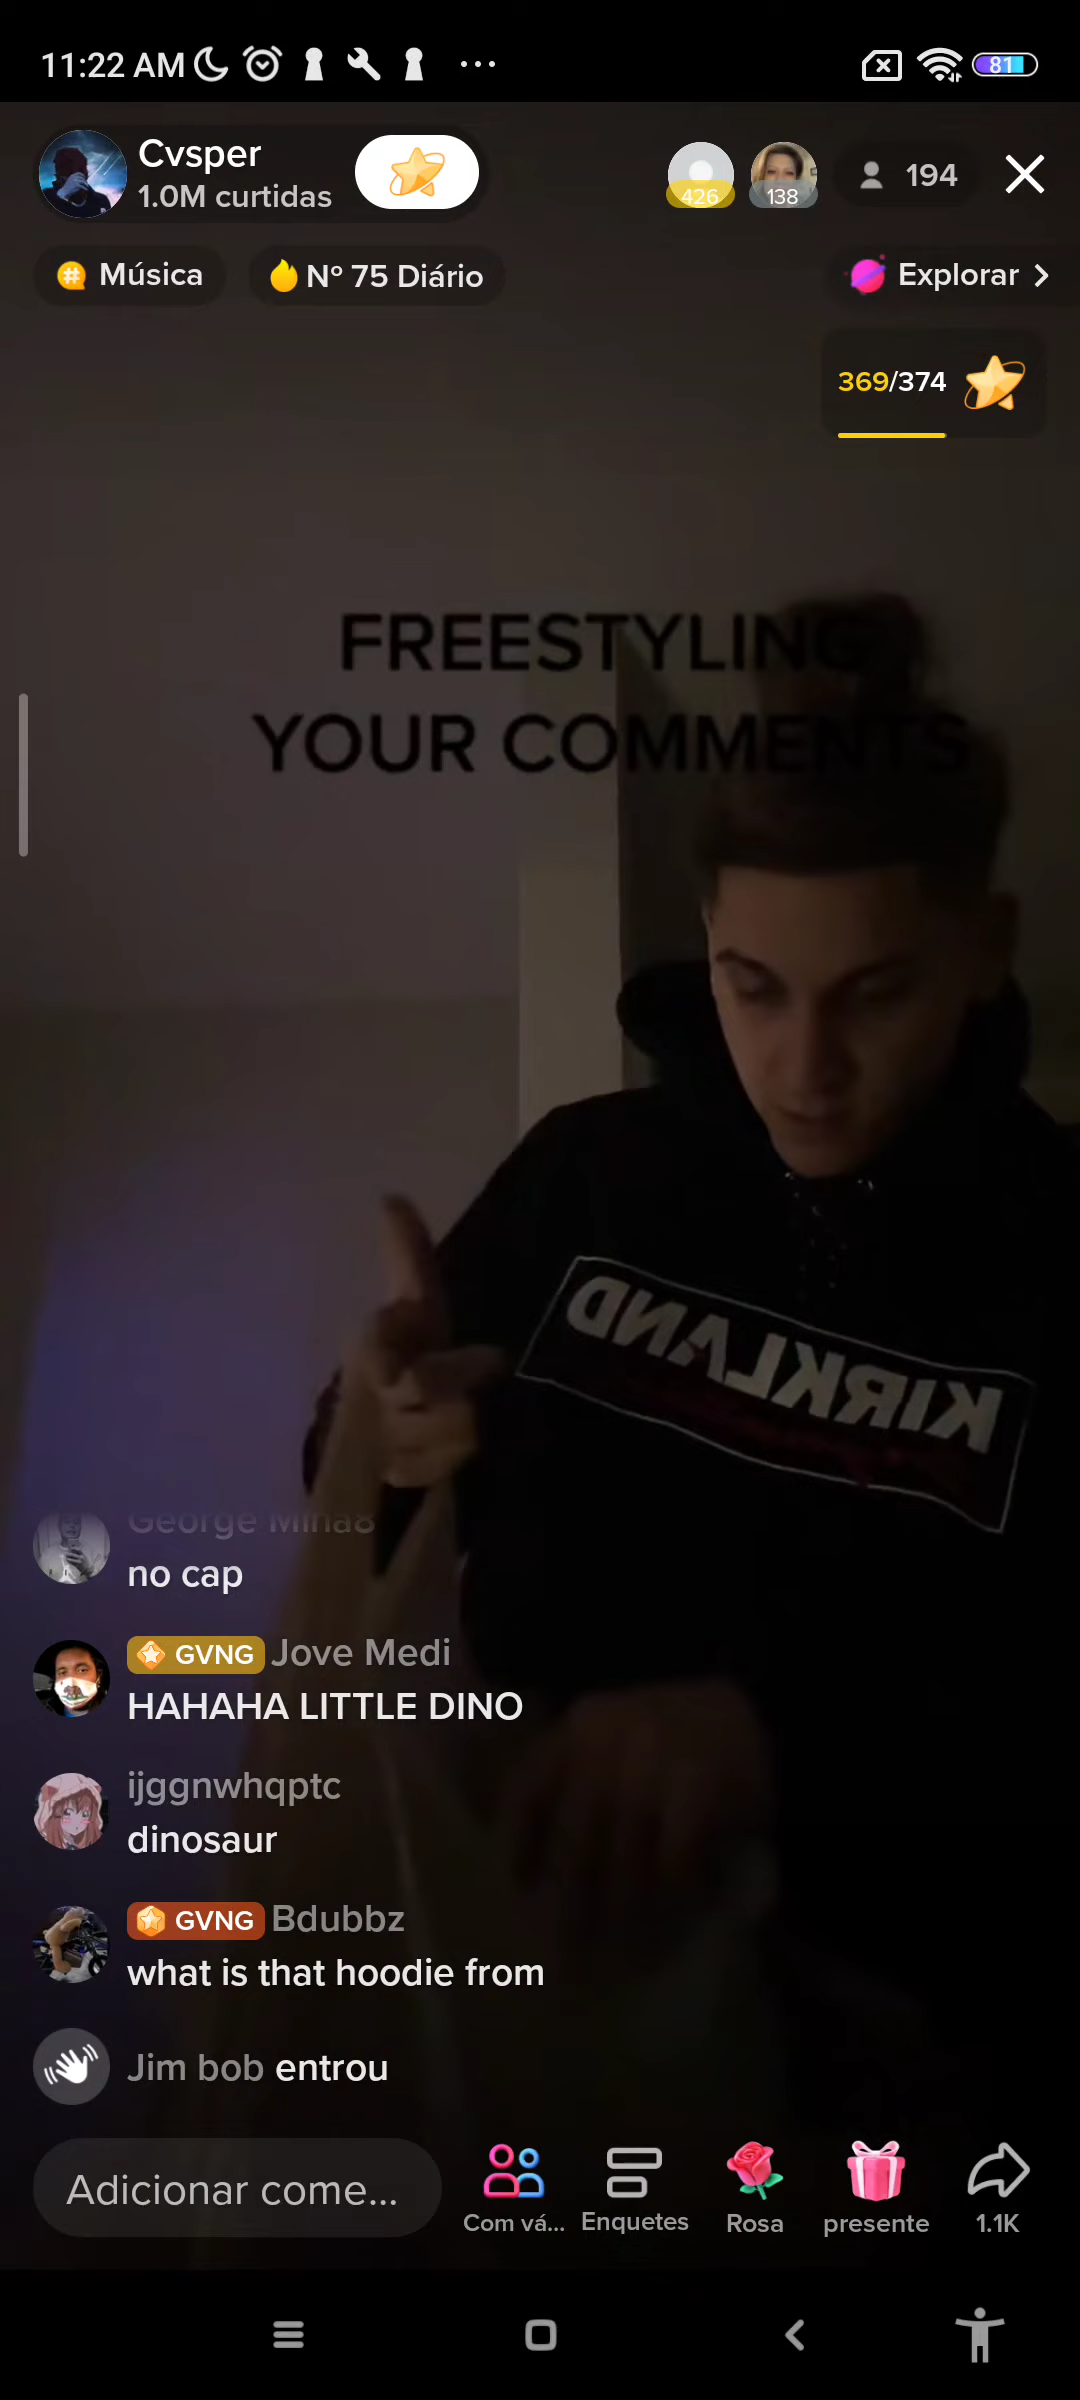 11:22 AM
81
Cvsper
1.0M curtidas
426
138
194
Música
Nº 75 Diário
Explorar
369/374
FREESTYLING
YOUR COMMENTS
KIRKLAND
George Mina8
no cap
GVNG Jove Medi
HAHAHA LITTLE DINO
ijggnwhqptc
dinosaur
GVNG Bdubbz
what is that hoodie from
Jim bob entrou
Adicionar come...
Com vá...
Enquetes
Rosa
presente
1.1K